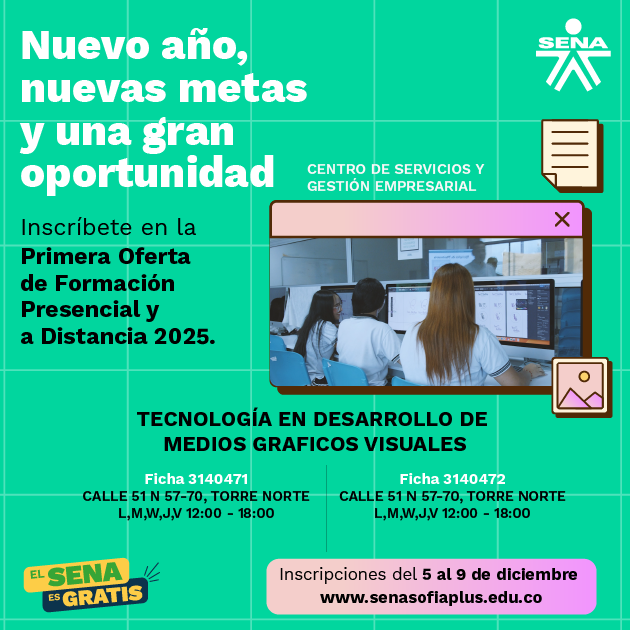 Nuevo año,
nuevas metas
y una gran
oportunidad
SENA
CENTRO DE SERVICIOS Y
GESTIÓN EMPRESARIAL
Inscríbete en la
Primera Oferta
de Formación
Presencial y
a Distancia 2025.
TECNOLOGÍA EN DESARROLLO DE
MEDIOS GRAFICOS VISUALES
Ficha 3140471
CALLE 51 N 57-70, TORRE NORTE
L,M,W,J,V 12:00 - 18:00
Ficha 3140472
CALLE 51 N 57-70, TORRE NORTE
L,M,W,J,V 12:00 - 18:00
EL SENA
ES GRATIS
Inscripciones del 5 al 9 de diciembre
www.senasofiaplus.edu.co